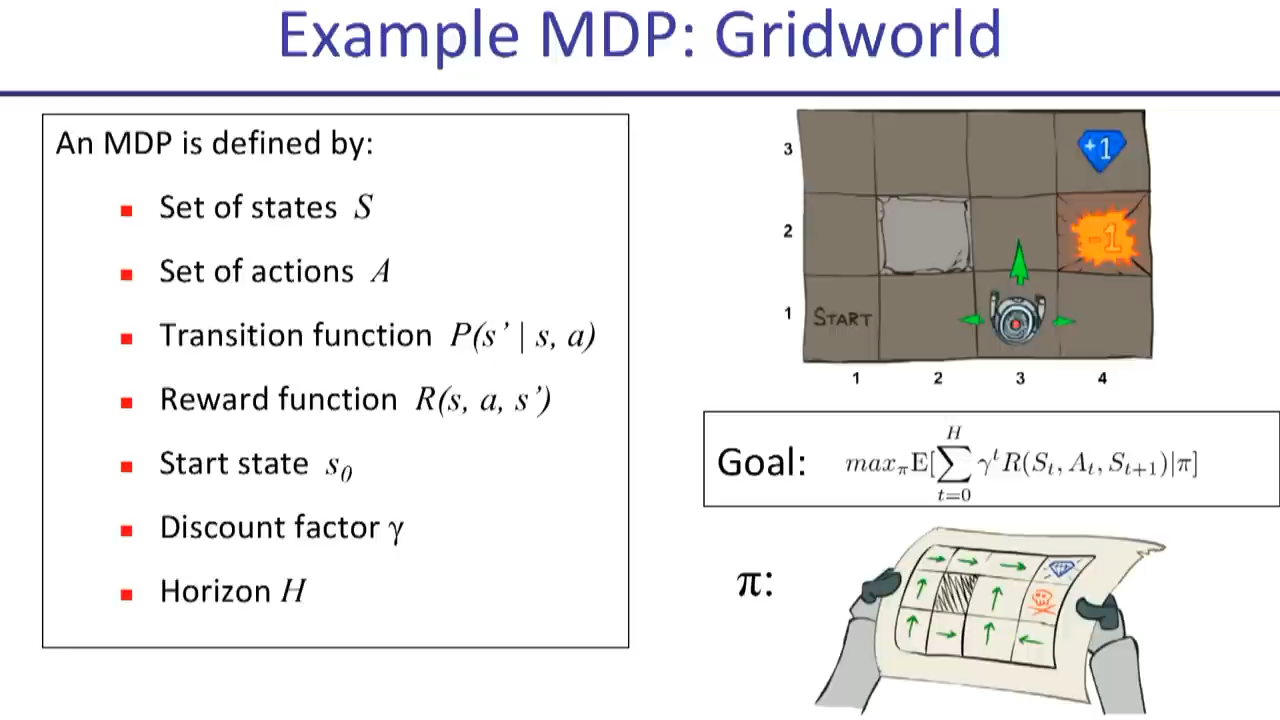 Example MDP: Gridworld
An MDP is defined by:
Set of states S
Set of actions A
Transition function P(s’ | s, a)
Reward function R(s, a, s’)
Start state s₀
Discount factor γ
Horizon H
3
+1
2
-1
1
START
1 2 3 4
Goal: max_π E[∑_{t=0}^{H} γ^t R(S_t, A_t, S_{t+1})|π]
π: